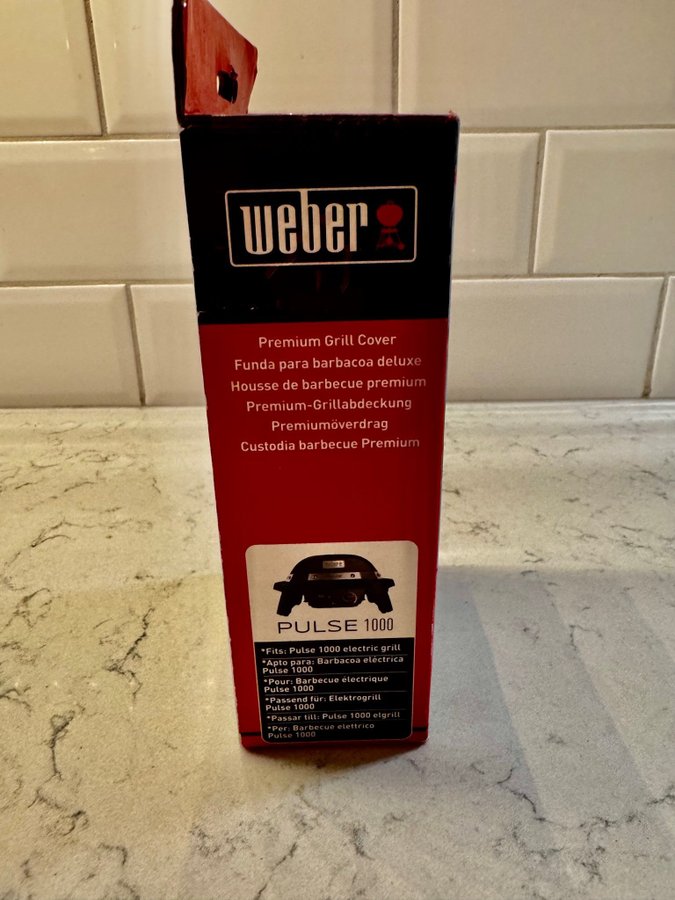 weber
Premium Grill Cover
Funda para barbacoa deluxe
Housse de barbecue premium
Premium-Grillabdeckung
Premiumöverdrag
Custodia barbecue Premium
weber
PULSE 1000
*Fits: Pulse 1000 electric grill
*Apto para: Barbacoa eléctrica
Pulse 1000
*Pour: Barbecue électrique
Pulse 1000
*Passend für: Elektrogrill
Pulse 1000
*Passar till: Pulse 1000 elgrill
*Per: Barbecue elettrico
Pulse 1000